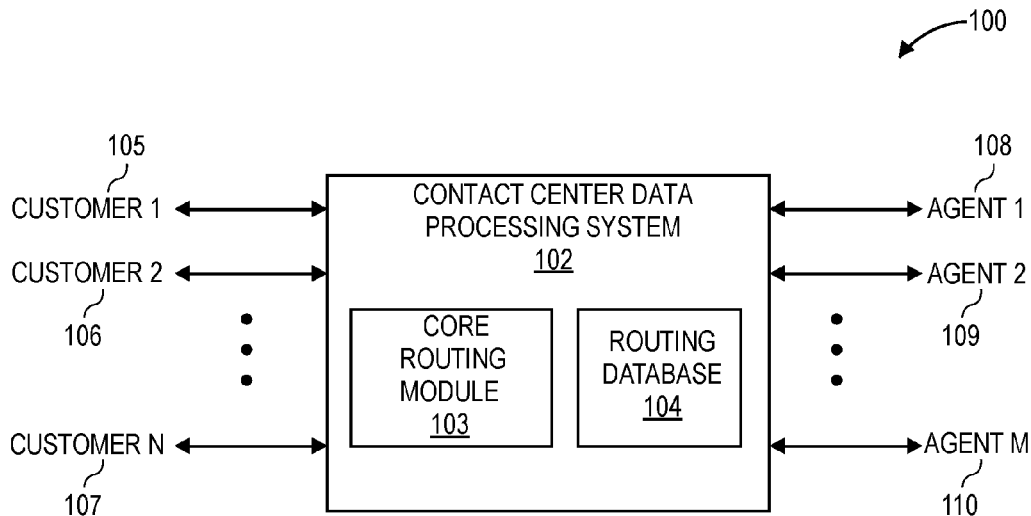 100
105
108
CUSTOMER 1
CONTACT CENTER DATA
PROCESSING SYSTEM
102
AGENT 1
CUSTOMER 2
AGENT 2
106
109
CORE
ROUTING
MODULE
103
ROUTING
DATABASE
104
CUSTOMER N
AGENT M
107
110